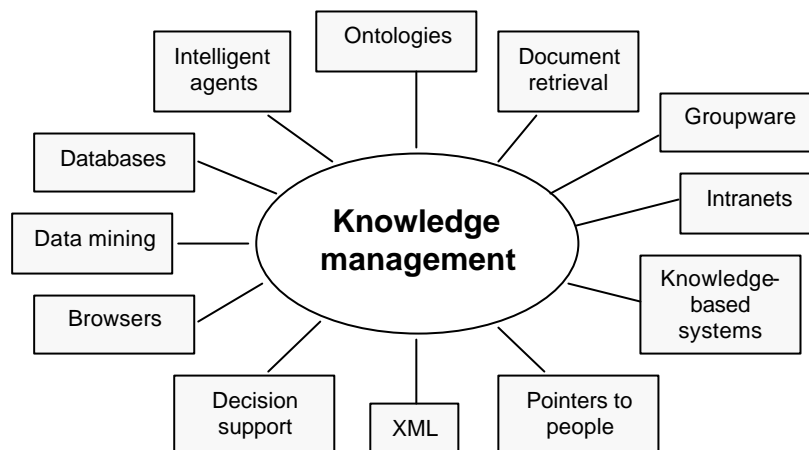 Ontologies
Intelligent
agents
Document
retrieval
Groupware
Databases
Intranets
Knowledge
management
Data mining
Knowledge-
based
systems
Browsers
Decision
support
XML
Pointers to
people